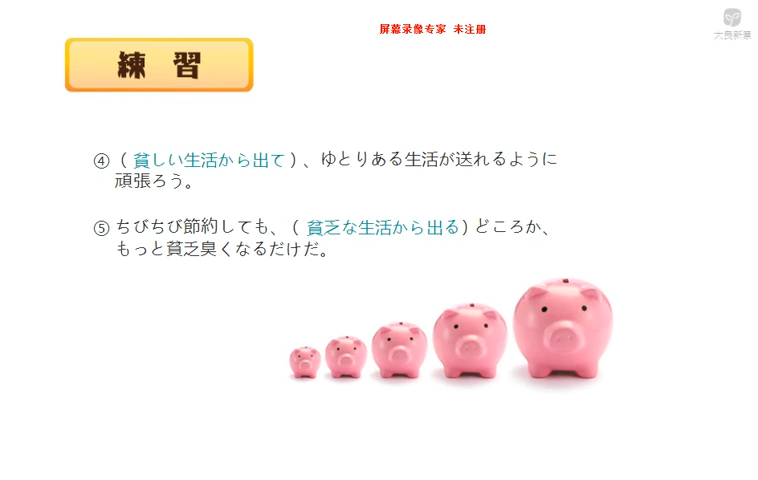 屏幕录像专家 未注册
大良新景
練習
④（貧しい生活から出て）、ゆとりある生活が送れるように
頑張ろう。
⑤ ちびちび節約しても、（貧乏な生活から出る）どころか、
もっと貧乏臭くなるだけだ。